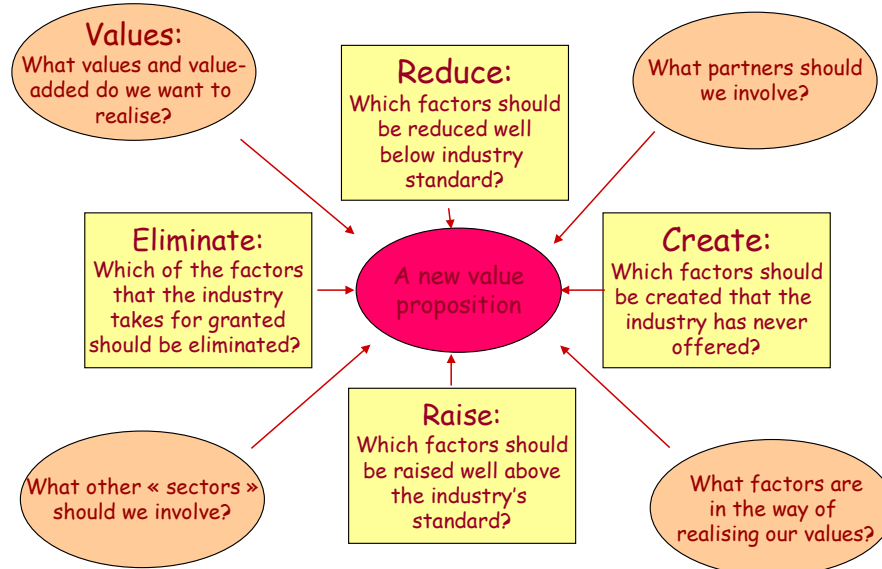 Values:
What values and value-
added do we want to
realise?
Reduce:
Which factors should
be reduced well
below industry
standard?
What partners should
we involve?
Eliminate:
Which of the factors
that the industry
takes for granted
should be eliminated?
A new value
proposition
Create:
Which factors should
be created that the
industry has never
offered?
What other « sectors »
should we involve?
Raise:
Which factors should
be raised well above
the industry's
standard?
What factors are
in the way of
realising our values?